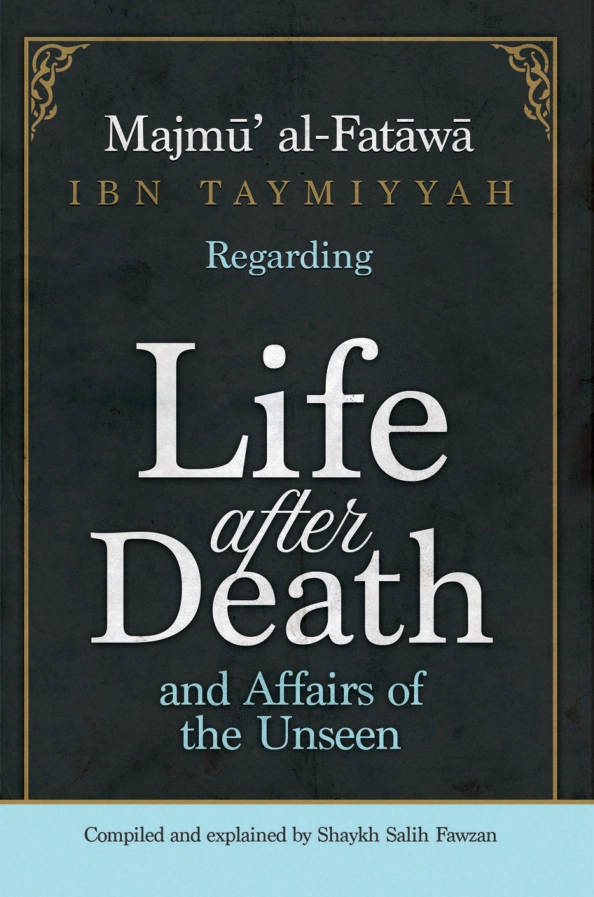 Majmū’ al-Fatāwā
IBN TAYMIYYAH
Regarding
Life
after
Death
and Affairs of
the Unseen
Compiled and explained by Shaykh Salih Fawzan